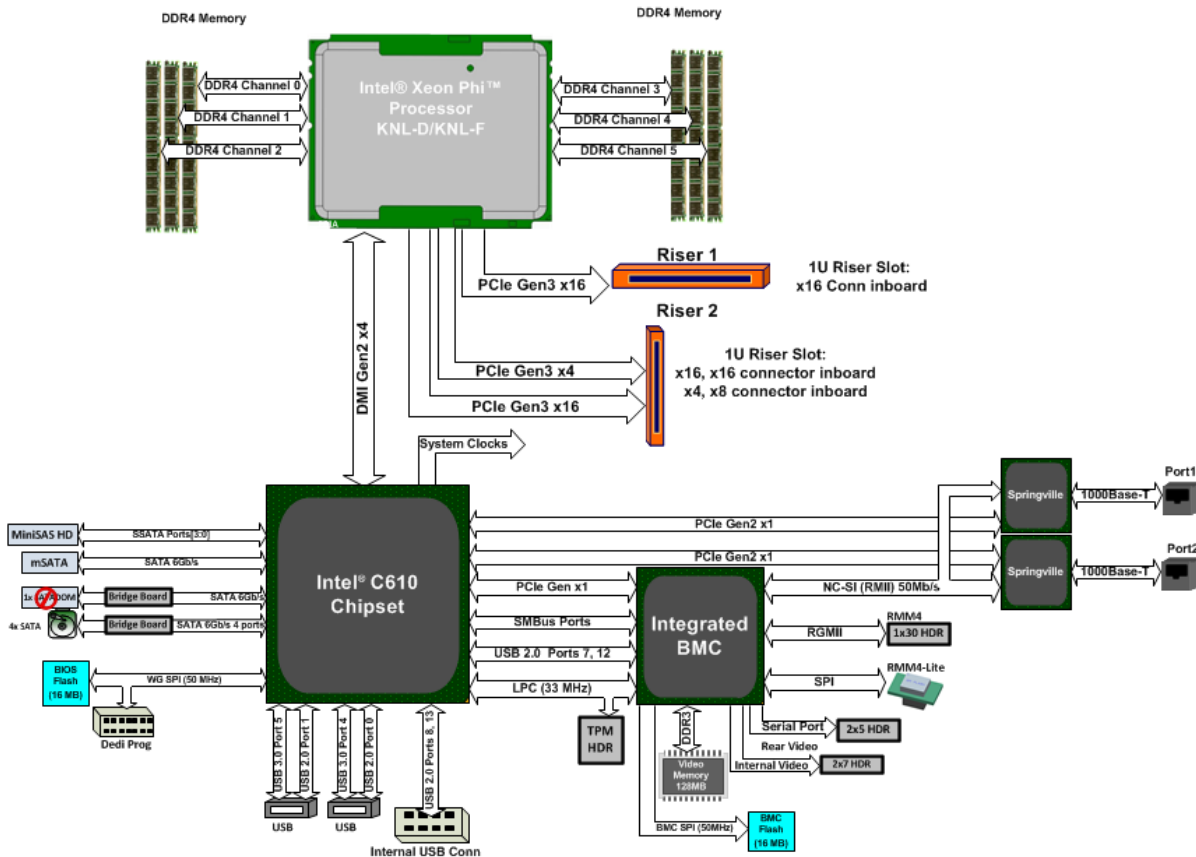 DDR4 Memory
DDR4 Memory
Intel® Xeon Phi™
Processor
KNL-D/KNL-F
DDR4 Channel 0
DDR4 Channel 1
DDR4 Channel 2
DDR4 Channel 3
DDR4 Channel 4
DDR4 Channel 5
Riser 1
PCIe Gen3 x16
1U Riser Slot:
x16 Conn inboard
Riser 2
DMI Gen2 x4
PCIe Gen3 x4
PCIe Gen3 x16
1U Riser Slot:
x16, x16 connector inboard
x4, x8 connector inboard
System Clocks
Intel® C610
Chipset
MiniSAS HD
SSATA Ports[3:0]
mSATA
SATA 6Gb/s
Bridge Board
SATA 6Gb/s
4x SATA
Bridge Board
SATA 6Gb/s 4 ports
BIOS
Flash
(16 MB)
WG SPI (50 MHz)
Dedi Prog
USB 3.0 Port 5
USB 2.0 Port 1
USB 3.0 Port 4
USB 2.0 Port 0
USB 2.0 Ports 8, 13
USB
USB
Internal USB Conn
PCIe Gen2 x1
PCIe Gen2 x1
PCIe Gen x1
SMBus Ports
USB 2.0 Ports 7, 12
LPC (33 MHz)
TPM
HDR
Integrated
BMC
Springville
1000Base-T
Port1
Springville
1000Base-T
Port2
NC-SI (RMII) 50Mb/s
RGMII
RMM4
1x30 HDR
SPI
RMM4-Lite
Serial Port
2x5 HDR
Rear Video
Internal Video
2x7 HDR
DDR3
Video
Memory
128MB
BMC SPI (50MHz)
BMC
Flash
(16 MB)